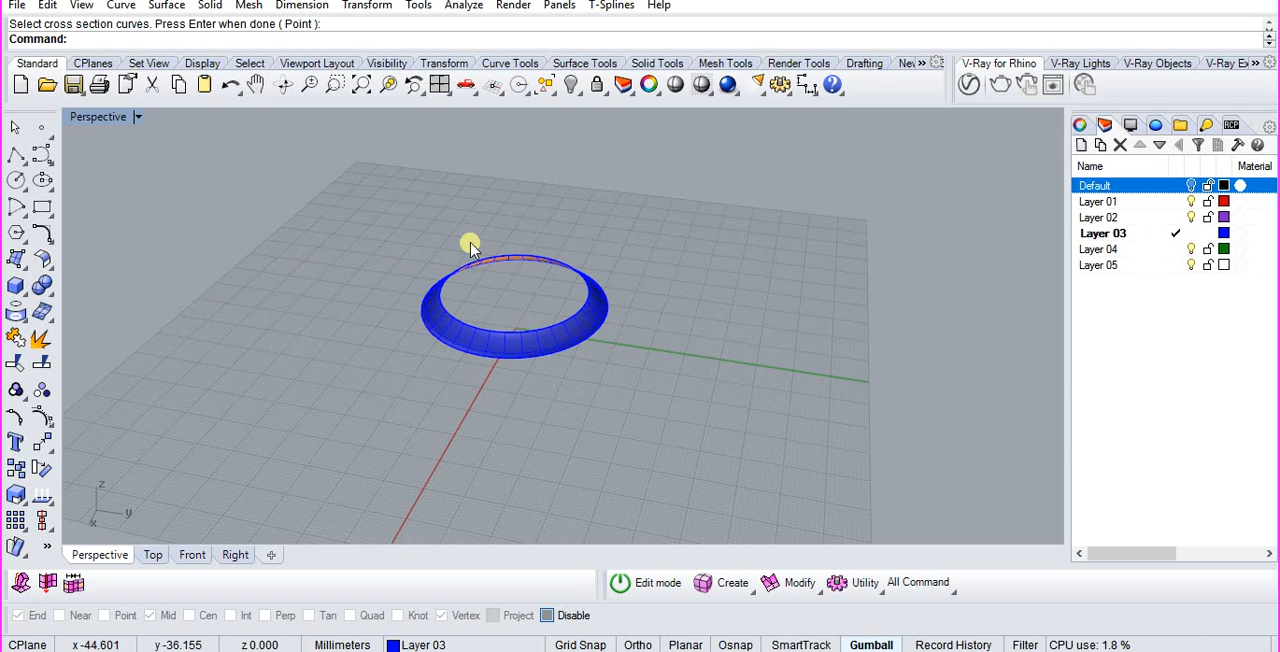 File Edit View Curve Surface Solid Mesh Dimension Transform Tools Analyze Render Panels T-Splines Help
Select cross section curves. Press Enter when done ( Point ):
Command:
Standard CPlanes Set View Display Select Viewport Layout Visibility Transform Curve Tools Surface Tools Solid Tools Mesh Tools Render Tools Drafting New »
V-Ray for Rhino V-Ray Lights V-Ray Objects V-Ray Ex »
Perspective
RCP
Name Material
Default
Layer 01
Layer 02
Layer 03
Layer 04
Layer 05
z
y
x
Perspective Top Front Right
Edit mode Create Modify Utility All Command
End Near Point Mid Cen Int Perp Tan Quad Knot Vertex Project Disable
CPlane x -44.601 y -36.155 z 0.000 Millimeters Layer 03 Grid Snap Ortho Planar Osnap SmartTrack Gumball Record History Filter CPU use: 1.8 %